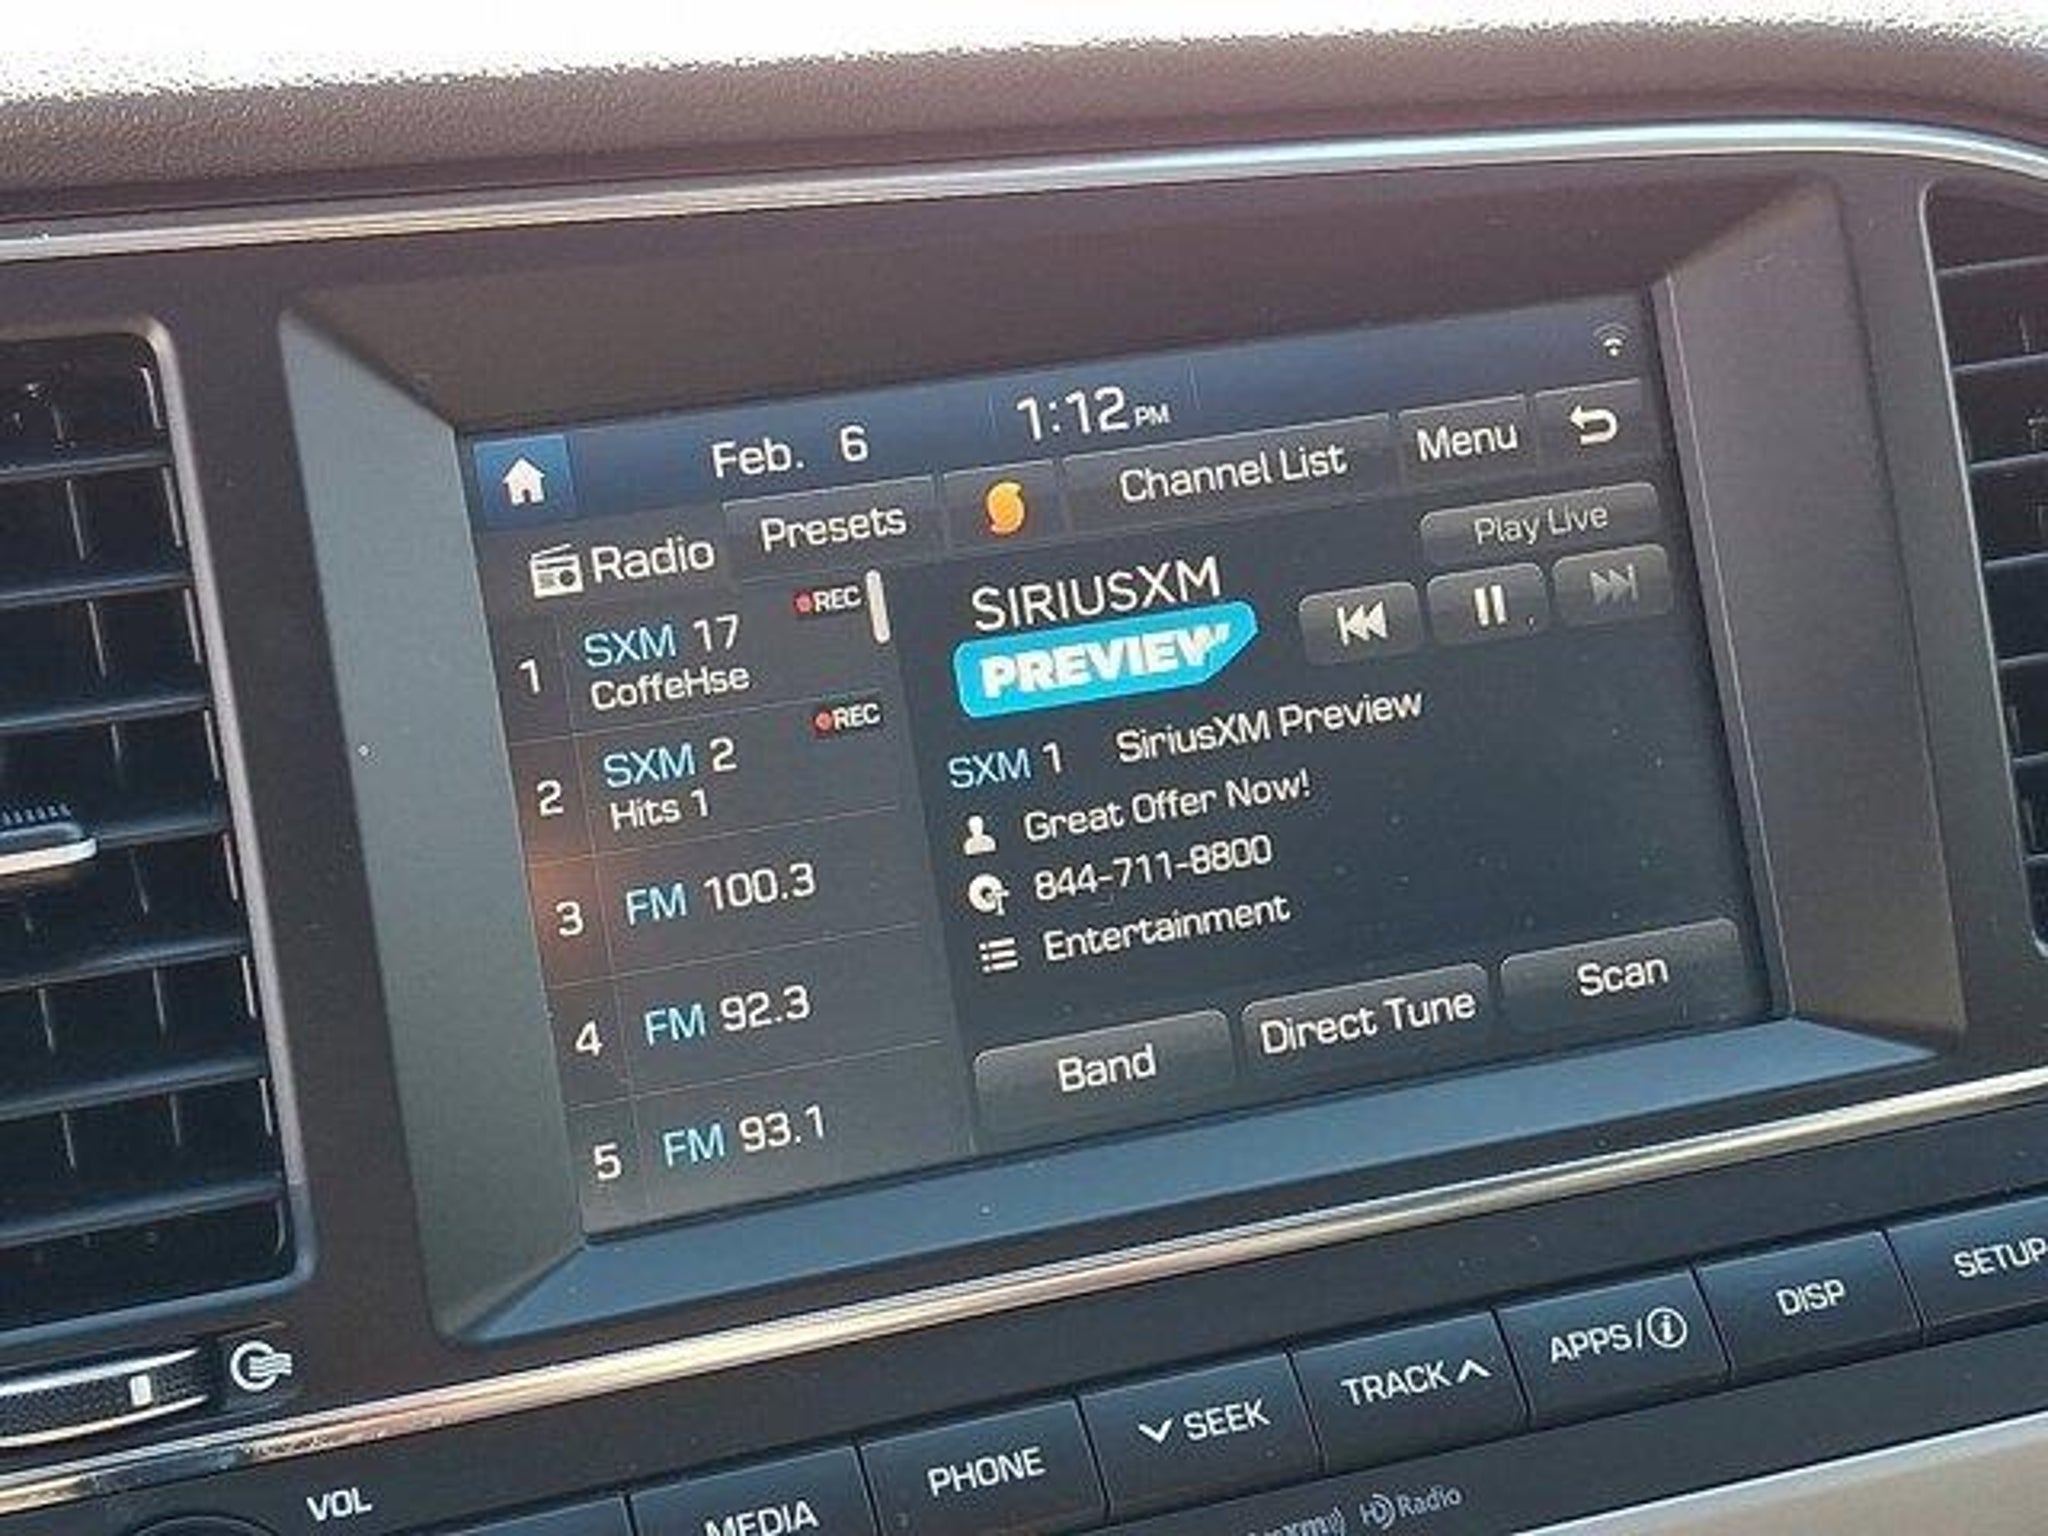 Feb. 6 1:12 PM
Radio Presets Channel List Menu
1 SXM 17 REC
CoffeHse
2 SXM 2 REC
Hits 1
3 FM 100.3
4 FM 92.3
5 FM 93.1
SIRIUSXM
PREVIEW
Play Live
SXM 1 SiriusXM Preview
Great Offer Now!
844-711-8800
Entertainment
Band Direct Tune Scan
VOL MEDIA PHONE SEEK TRACK APPS/i DISP SETUP
HD Radio